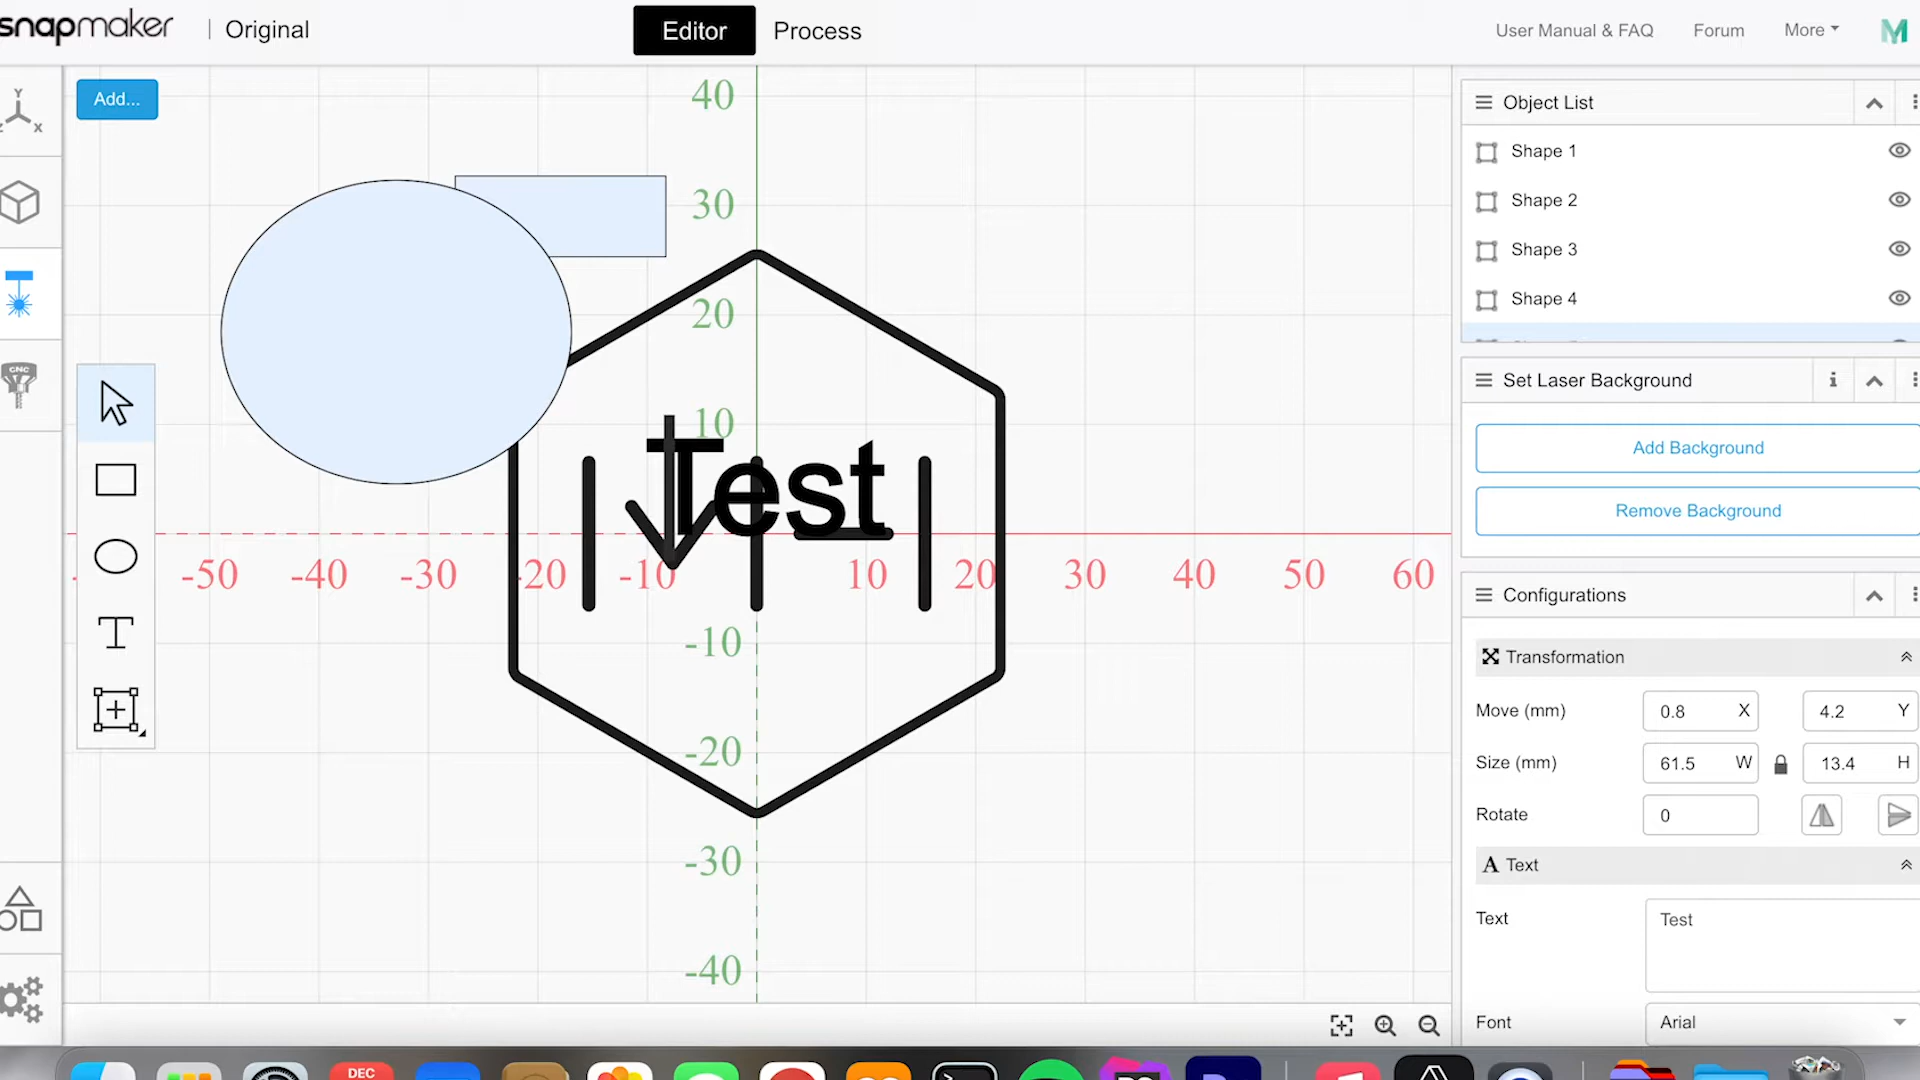 snapmaker
Original
Editor
Process
User Manual & FAQ
Forum
More
Add...
Y
X
Z
CNC
40
30
20
10
-50
-40
-30
-20
-10
10
20
30
40
50
60
-10
-20
-30
-40
Test
T
Object List
Shape 1
Shape 2
Shape 3
Shape 4
Set Laser Background
i
Add Background
Remove Background
Configurations
Transformation
Move (mm)
0.8 X
4.2 Y
Size (mm)
61.5 W
13.4 H
Rotate
0
A Text
Text
Test
Font
Arial
DEC